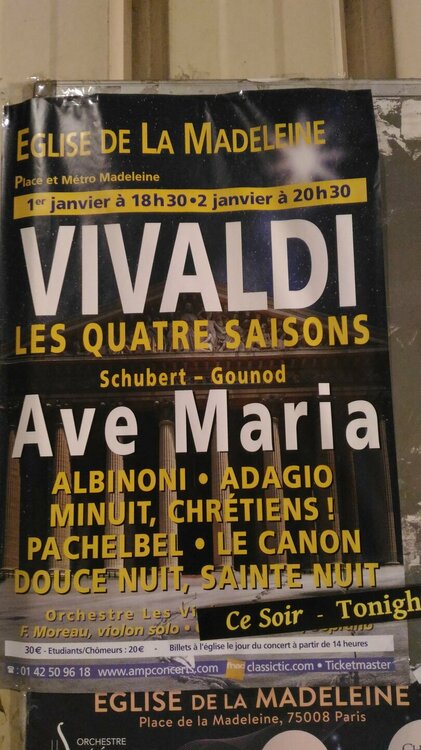 EGLISE DE LA MADELEINE
Place et Métro Madeleine
1er janvier à 18h30 • 2 janvier à 20h30
VIVALDI
LES QUATRE SAISONS
Schubert – Gounod
Ave Maria
ALBINONI • ADAGIO
MINUIT, CHRÉTIENS !
PACHELBEL • LE CANON
DOUCE NUIT, SAINTE NUIT
Orchestre Les
F. Moreau, violon solo •
Ce Soir - Tonigh
30€ - Etudiants/Chômeurs : 20€ - Billets à l'église le jour du concert à partir de 14 heures
01 42 50 96 18 www.ampconcerts.com fnac classictic.com • Ticketmaster
EGLISE DE LA MADELEINE
Place de la Madeleine, 75008 Paris
ORCHESTRE